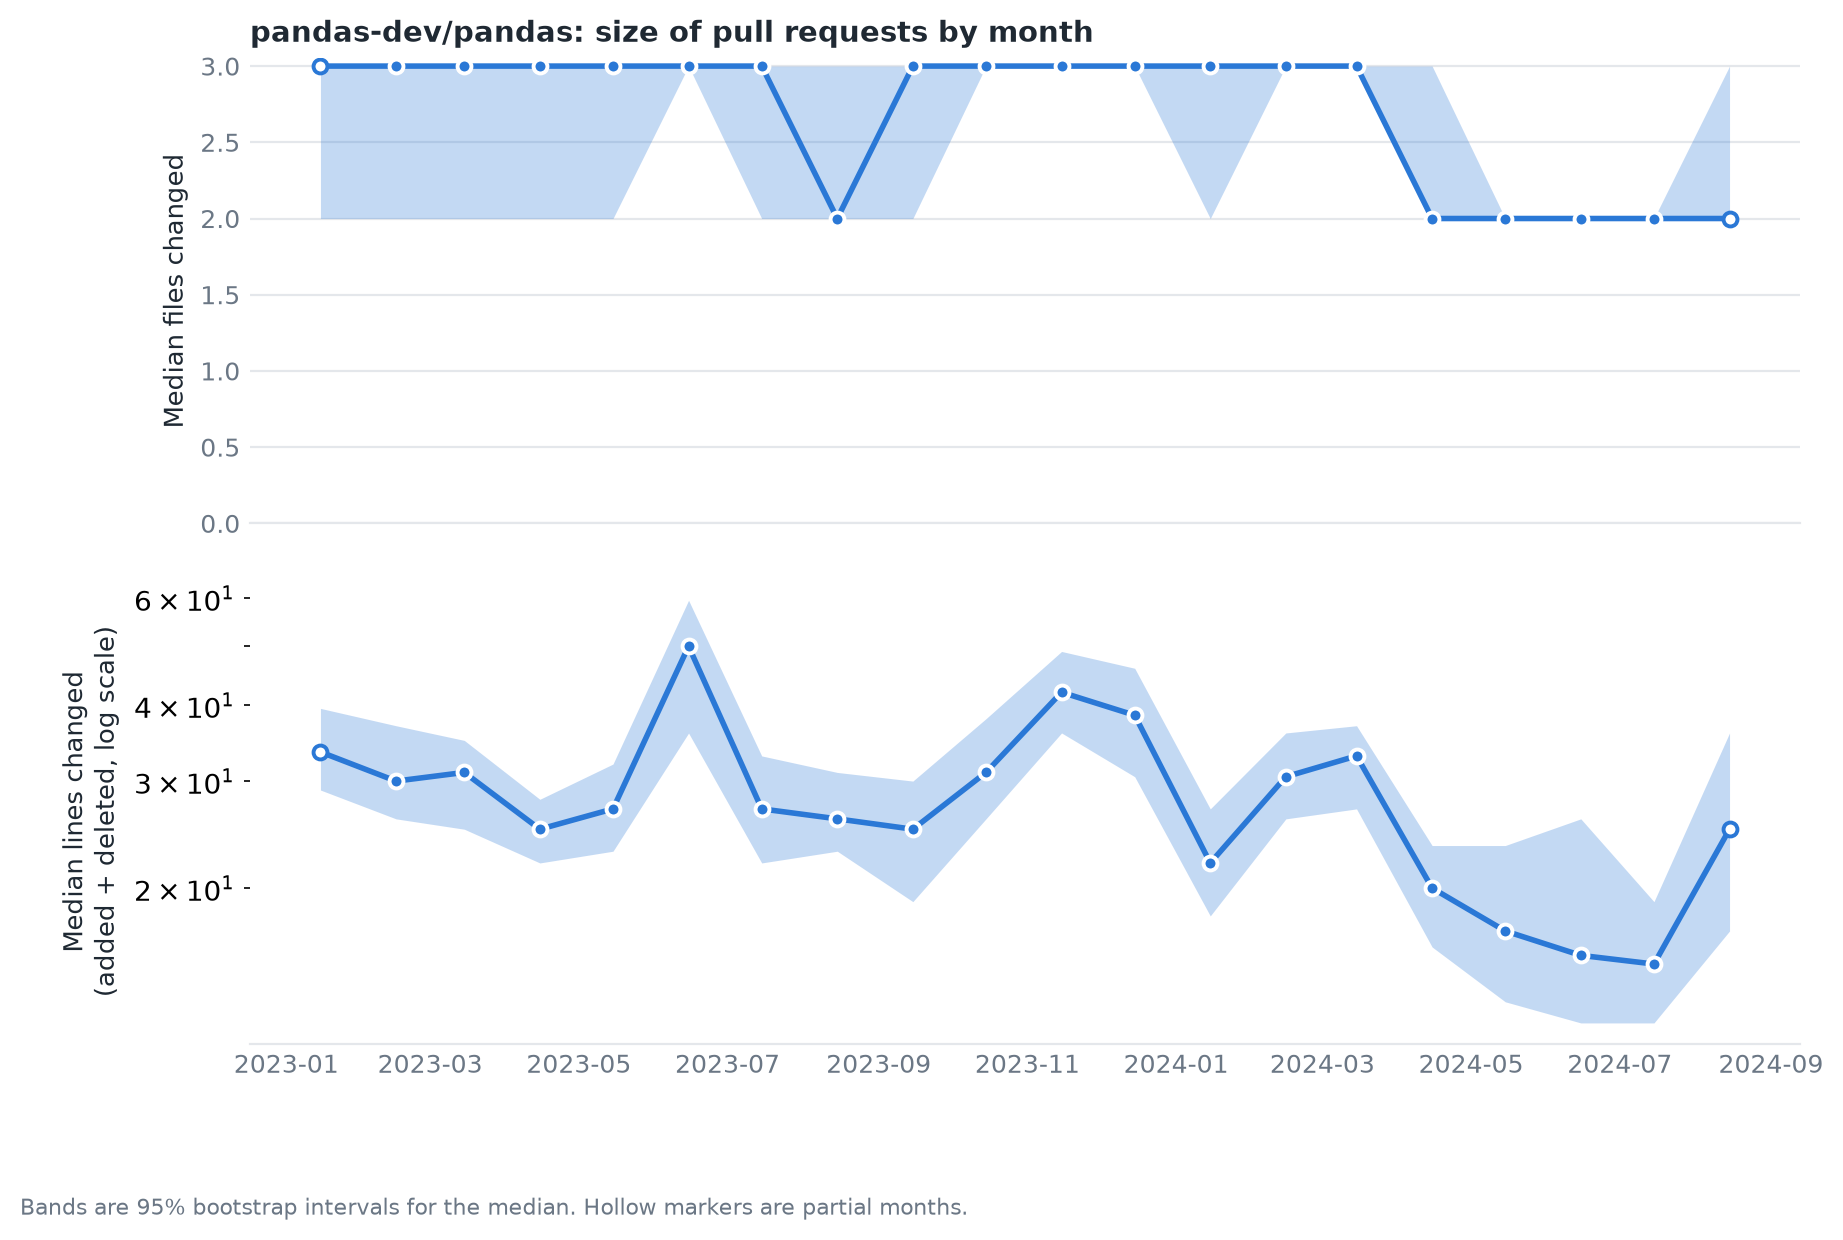 pandas-dev/pandas: size of pull requests by month
3.0
2.5
2.0
1.5
1.0
0.5
0.0
Median files changed
6 × 10¹
4 × 10¹
3 × 10¹
2 × 10¹
Median lines changed
(added + deleted, log scale)
2023-01 2023-03 2023-05 2023-07 2023-09 2023-11 2024-01 2024-03 2024-05 2024-07 2024-09
Bands are 95% bootstrap intervals for the median. Hollow markers are partial months.